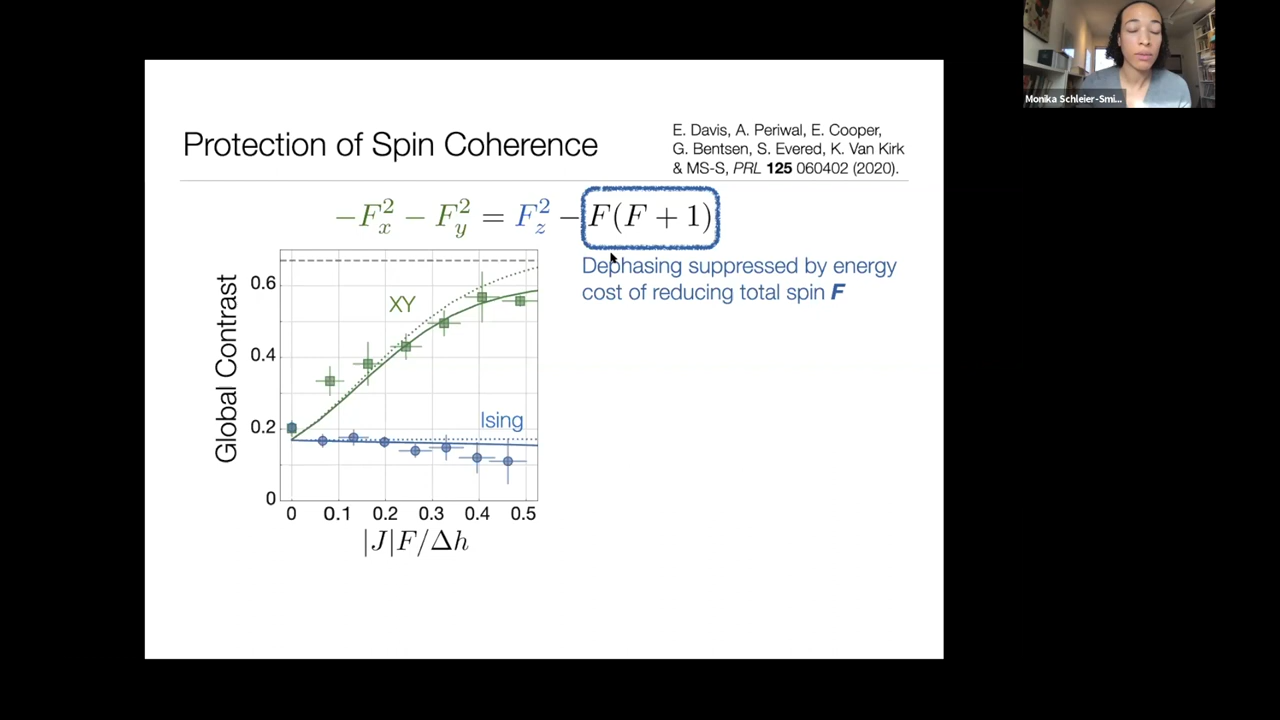 Monika Schleier-Smi...
Protection of Spin Coherence
E. Davis, A. Periwal, E. Cooper,
G. Bentsen, S. Evered, K. Van Kirk
& MS-S, PRL 125 060402 (2020).
−F_x^2 − F_y^2 = F_z^2 − F(F + 1)
Dephasing suppressed by energy
cost of reducing total spin F
Global Contrast
0.6
0.4
0.2
0
XY
Ising
0 0.1 0.2 0.3 0.4 0.5
|J|F/Δh